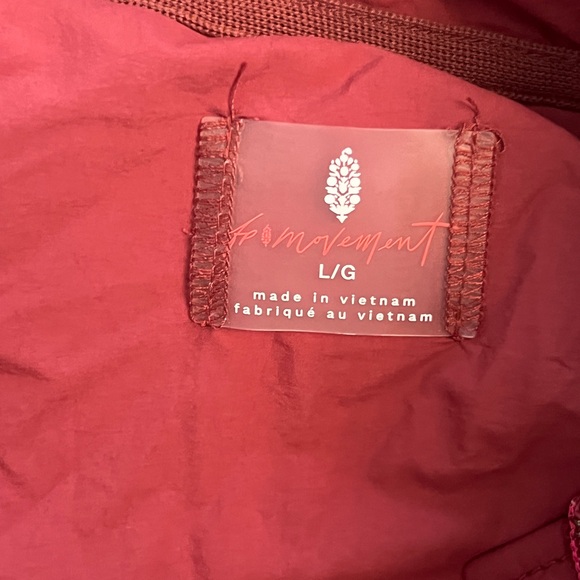 fp movement
L/G
made in vietnam
fabriqué au vietnam